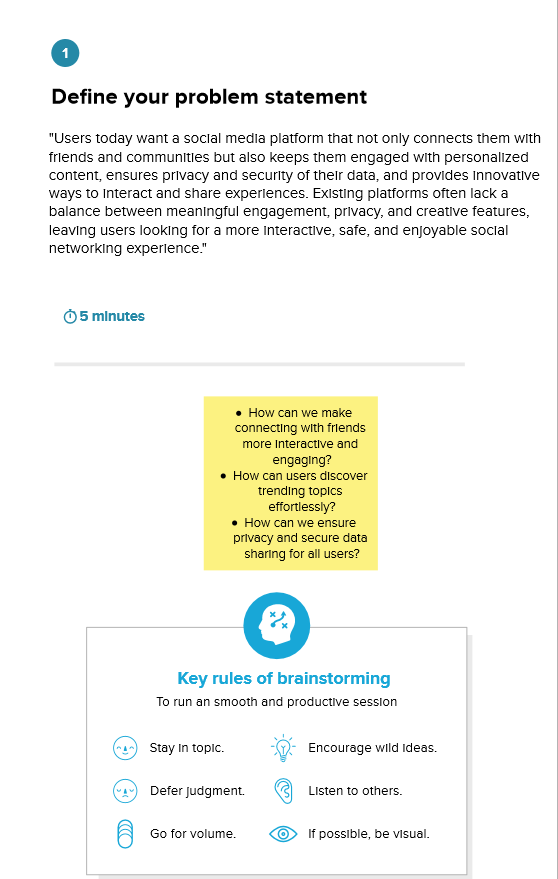 1
Define your problem statement
"Users today want a social media platform that not only connects them with
friends and communities but also keeps them engaged with personalized
content, ensures privacy and security of their data, and provides innovative
ways to interact and share experiences. Existing platforms often lack a
balance between meaningful engagement, privacy, and creative features,
leaving users looking for a more interactive, safe, and enjoyable social
networking experience."
5 minutes
● How can we make
connecting with friends
more interactive and
engaging?
● How can users discover
trending topics
effortlessly?
● How can we ensure
privacy and secure data
sharing for all users?
Key rules of brainstorming
To run an smooth and productive session
Stay in topic.
Encourage wild ideas.
Defer judgment.
Listen to others.
Go for volume.
If possible, be visual.